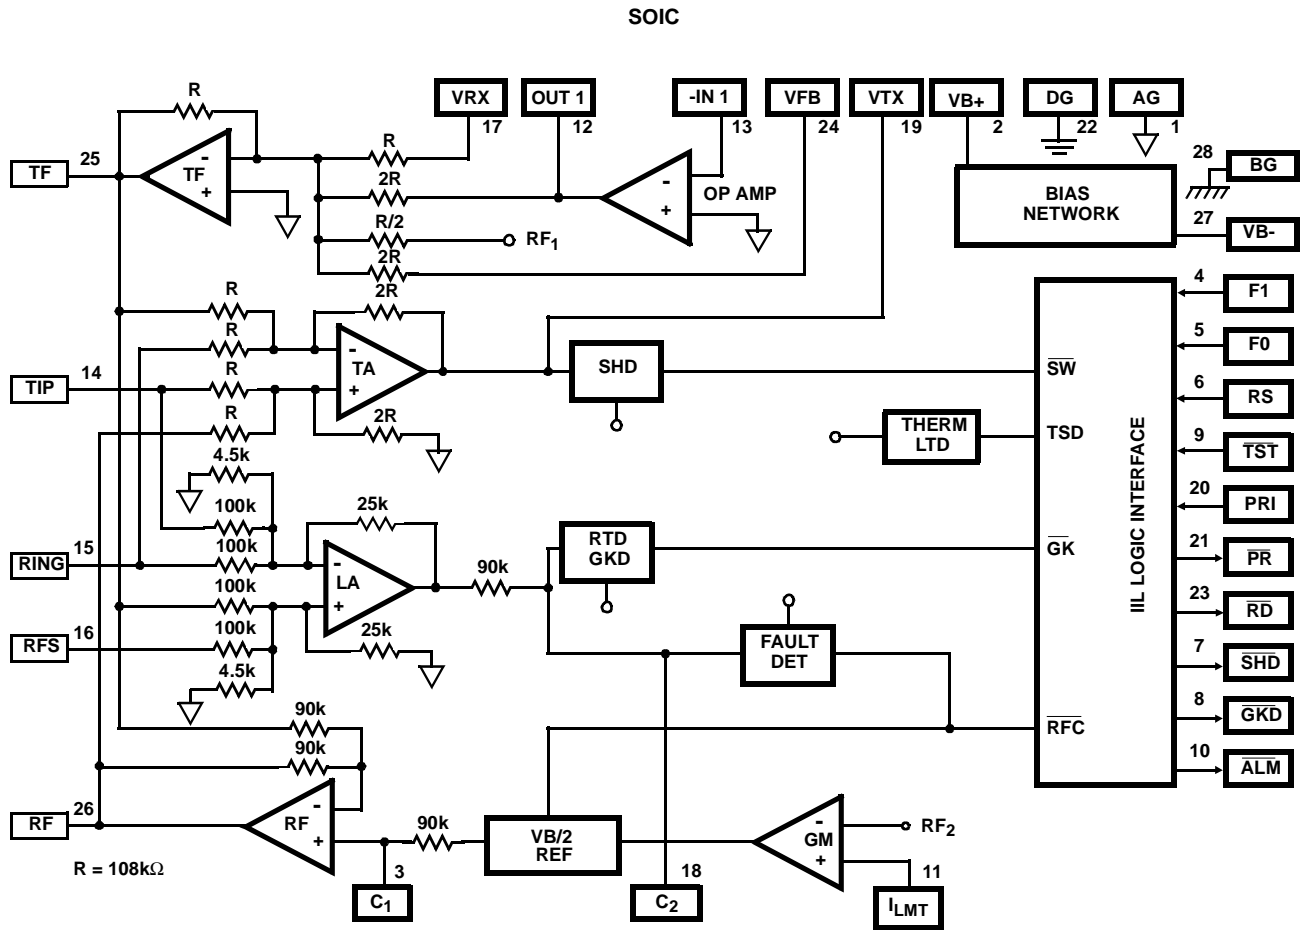 SOIC
R
VRX
OUT 1
-IN 1
VFB
VTX
VB+
DG
AG
17
12
13
24
19
2
22
1
TF
25
-
TF
+
R
2R
R/2
2R
RF1
-
+
OP AMP
BIAS
NETWORK
28
BG
27
VB-
R
R
R
R
2R
-
TA
+
2R
TIP
14
SHD
SW
THERM
LTD
TSD
4
F1
5
F0
6
RS
9
TST
20
PRI
21
PR
23
RD
7
SHD
8
GKD
10
ALM
IIL LOGIC INTERFACE
4.5k
100k
100k
100k
100k
4.5k
25k
-
LA
+
25k
90k
RING
15
RFS
16
RTD
GKD
GK
FAULT
DET
RFC
90k
90k
RF
26
-
RF
+
90k
VB/2
REF
-
GM
+
RF2
R = 108kΩ
3
C1
18
C2
11
ILMT